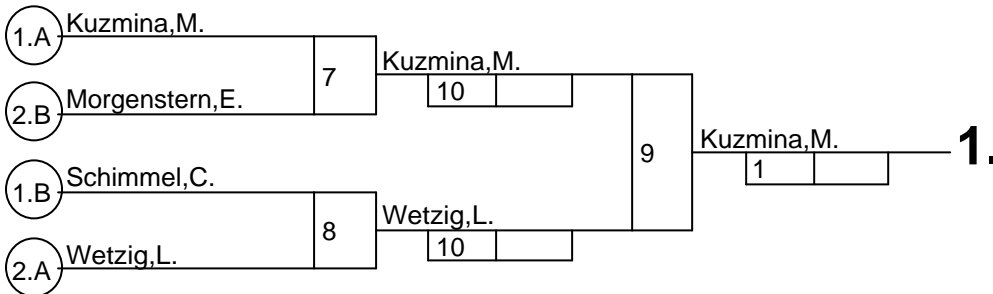 1.A Kuzmina,M.
7
Kuzmina,M.
10
2.B Morgenstern,E.
9
Kuzmina,M.
1
1.
1.B Schimmel,C.
8
Wetzig,L.
10
2.A Wetzig,L.